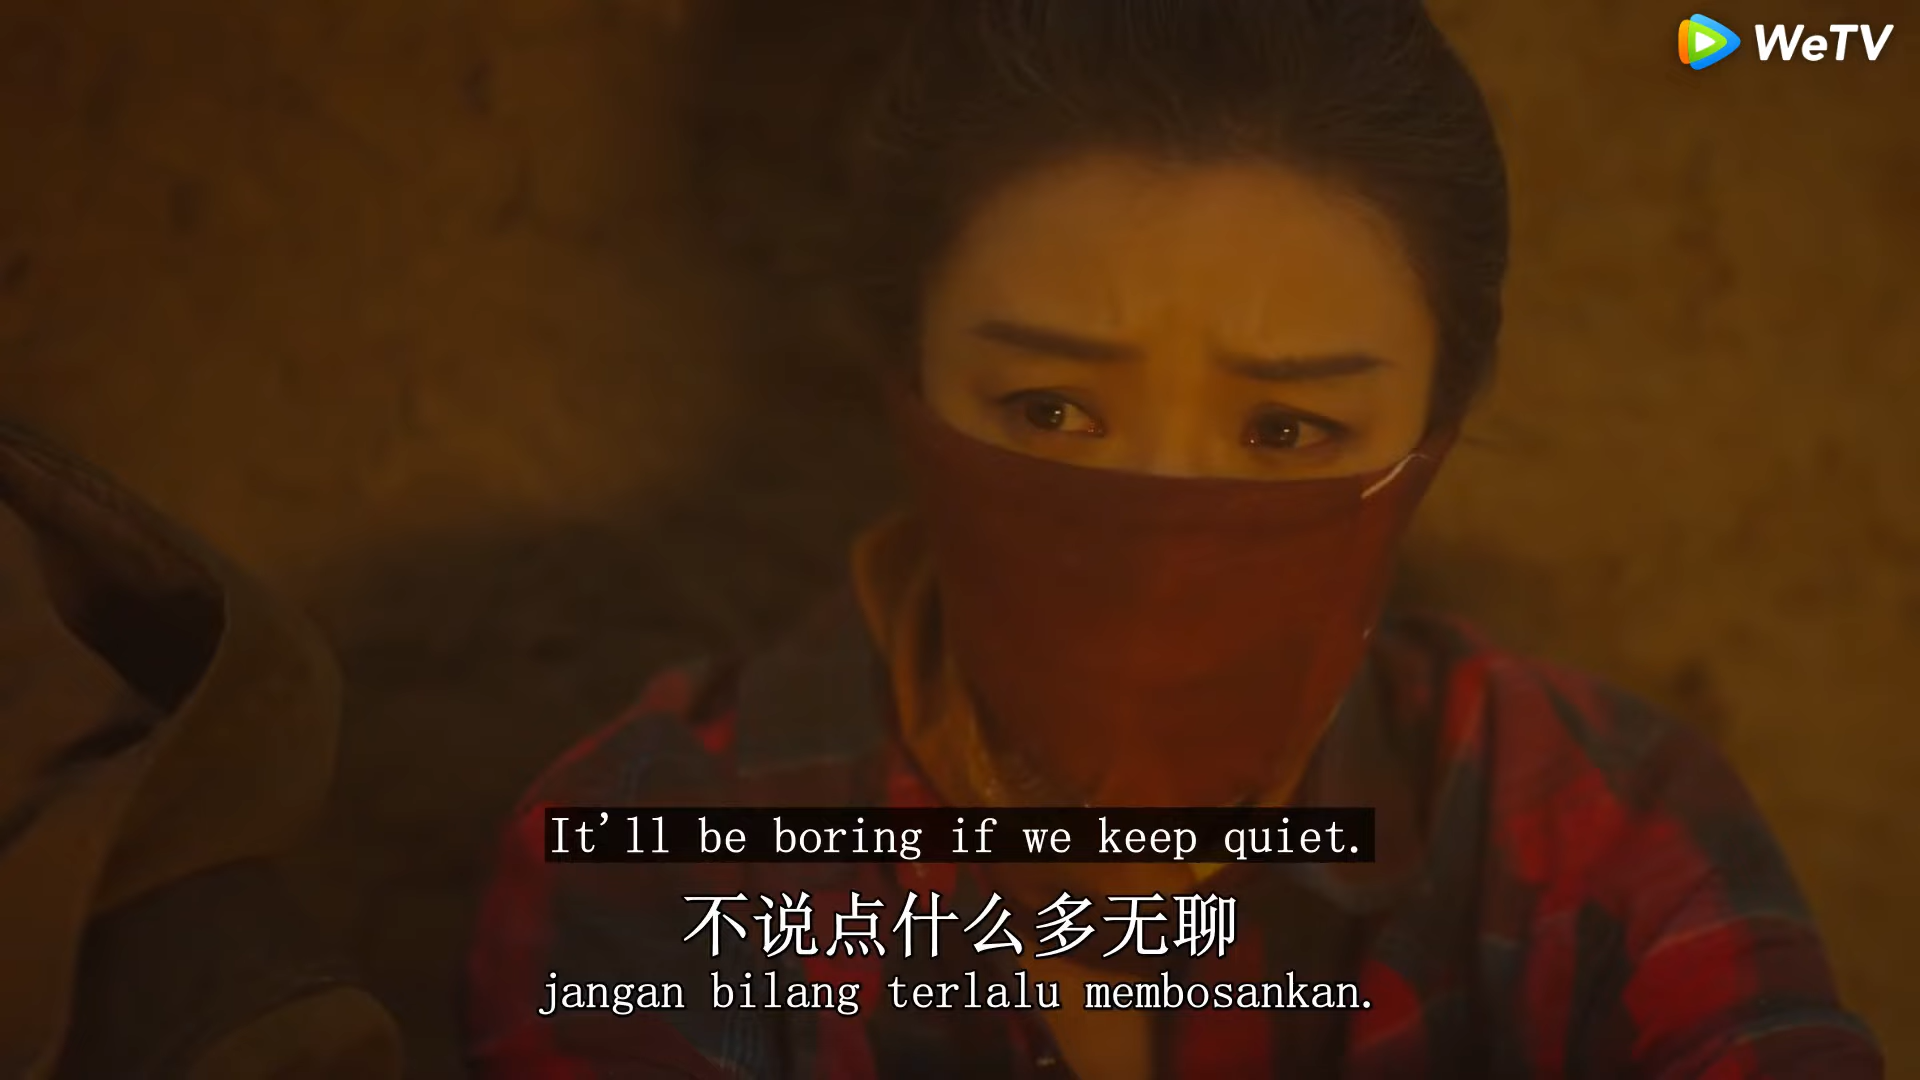 WeTV
It'll be boring if we keep quiet.
不说点什么多无聊
jangan bilang terlalu membosankan.